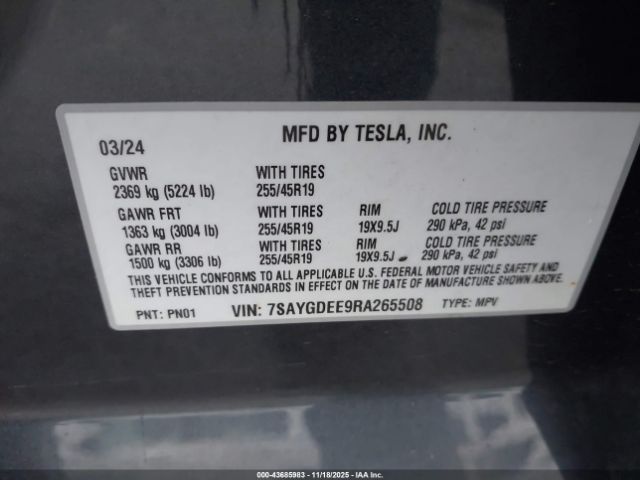 03/24 MFD BY TESLA, INC.
GVWR WITH TIRES
2369 kg (5224 lb) 255/45R19
GAWR FRT WITH TIRES RIM COLD TIRE PRESSURE
1363 kg (3004 lb) 255/45R19 19X9.5J 290 kPa, 42 psi
GAWR RR WITH TIRES RIM COLD TIRE PRESSURE
1500 kg (3306 lb) 255/45R19 19X9.5J 290 kPa, 42 psi
THIS VEHICLE CONFORMS TO ALL APPLICABLE U.S. FEDERAL MOTOR VEHICLE SAFETY AND
THEFT PREVENTION STANDARDS IN EFFECT ON THE DATE OF MANUFACTURE SHOWN ABOVE.
PNT: PN01 VIN: 7SAYGDEE9RA265508 TYPE: MPV
000-43685983 - 11/18/2025 - IAA Inc.